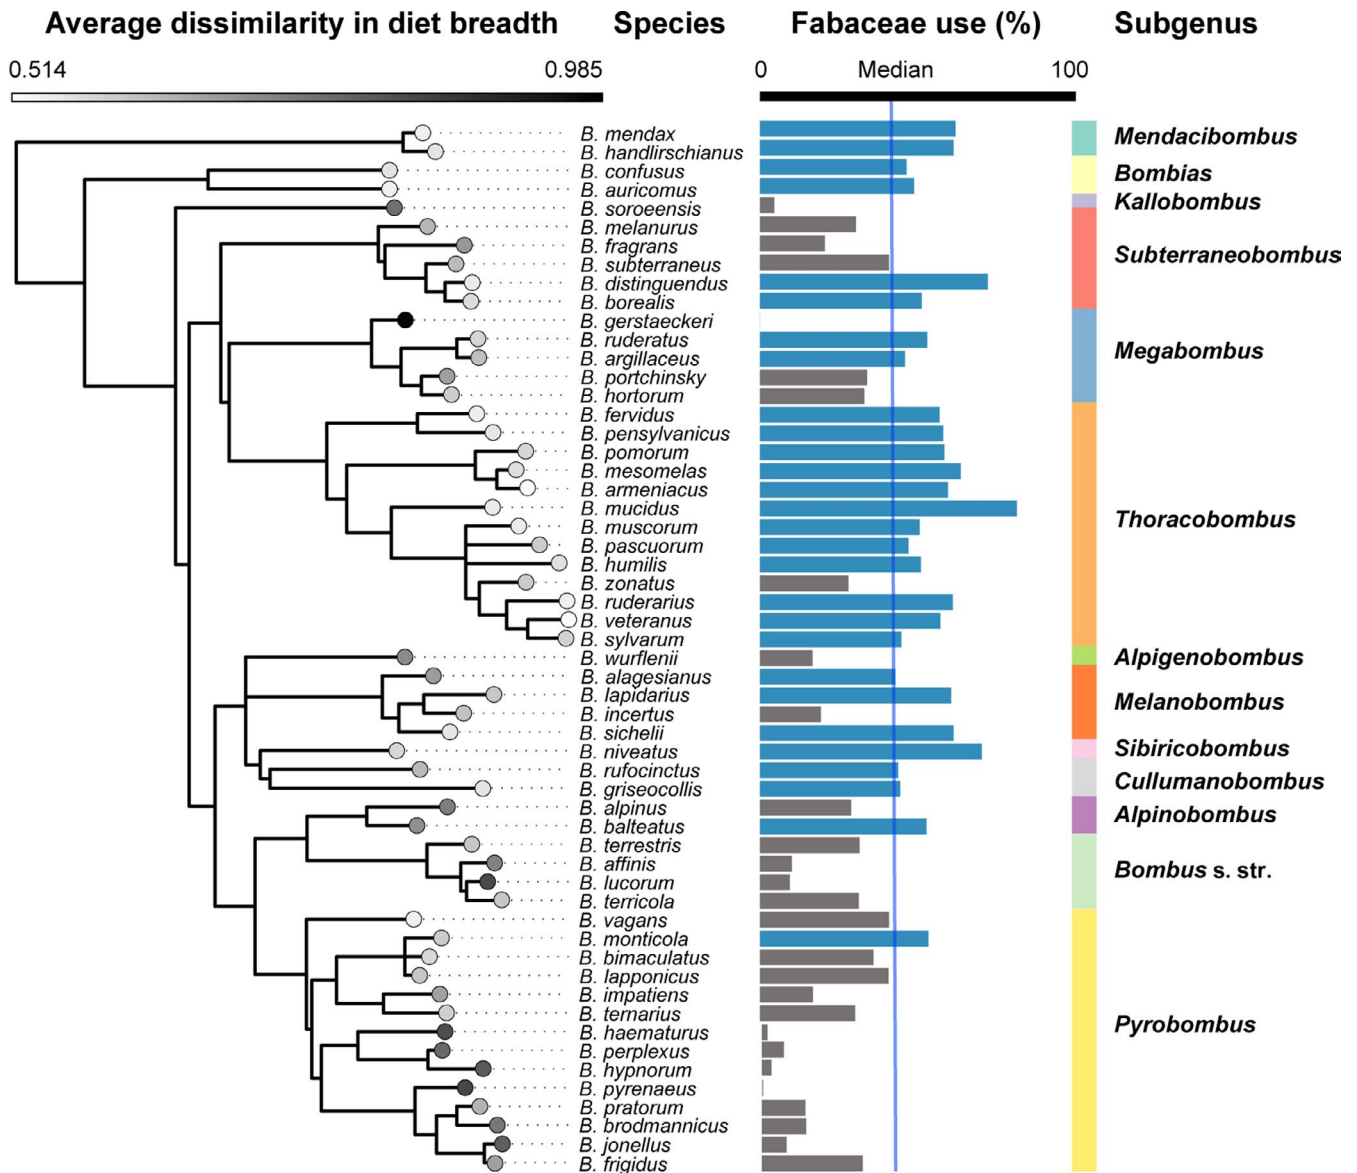 Average dissimilarity in diet breadth Species Fabaceae use (%) Subgenus
0.514 0.985 0 Median 100
B. mendax
B. handlirschianus
B. confusus
B. auricomus
B. soroeensis
B. melanurus
B. fragrans
B. subterraneus
B. distinguendus
B. borealis
B. gerstaeckeri
B. ruderatus
B. argillaceus
B. portchinsky
B. hortorum
B. fervidus
B. pensylvanicus
B. pomorum
B. mesomelas
B. armeniacus
B. mucidus
B. muscorum
B. pascuorum
B. humilis
B. zonatus
B. ruderarius
B. veteranus
B. sylvarum
B. wurflenii
B. alagesianus
B. lapidarius
B. incertus
B. sichelii
B. niveatus
B. rufocinctus
B. griseocollis
B. alpinus
B. balteatus
B. terrestris
B. affinis
B. lucorum
B. terricola
B. vagans
B. monticola
B. bimaculatus
B. lapponicus
B. impatiens
B. ternarius
B. haematurus
B. perplexus
B. hypnorum
B. pyrenaeus
B. pratorum
B. brodmannicus
B. jonellus
B. frigidus
Mendacibombus
Bombias
Kallobombus
Subterraneobombus
Megabombus
Thoracobombus
Alpigenobombus
Melanobombus
Sibiricobombus
Cullumanobombus
Alpinobombus
Bombus s. str.
Pyrobombus